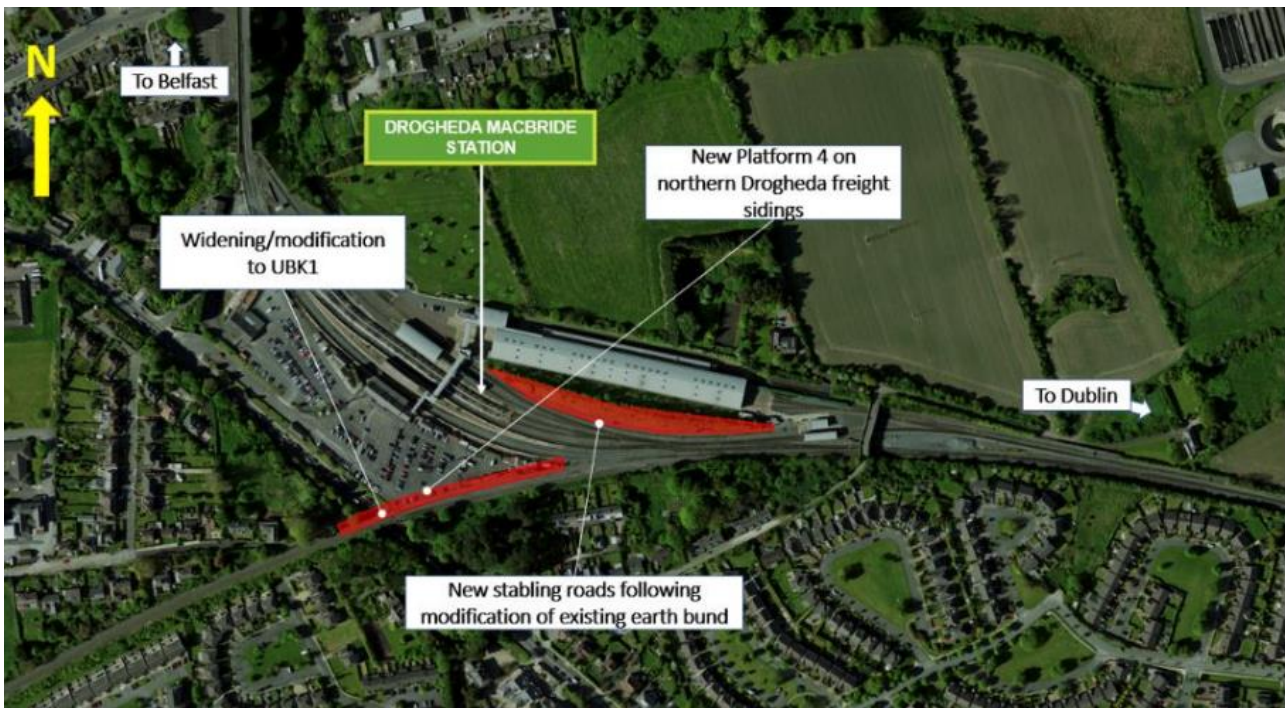 N
To Belfast
DROGHEDA MACBRIDE
STATION
New Platform 4 on
northern Drogheda freight
sidings
Widening/modification
to UBK1
To Dublin
New stabling roads following
modification of existing earth bund